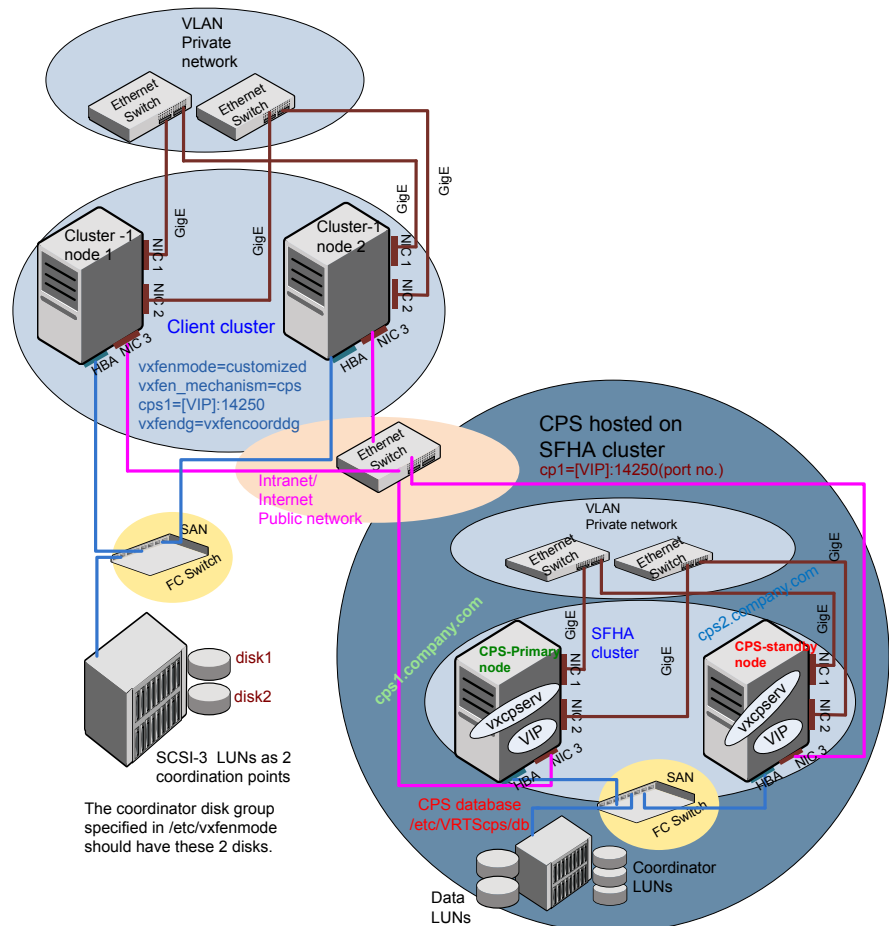 VLAN
Private
network
Ethernet
Switch
Ethernet
Switch
GigE
GigE
GigE
GigE
Cluster -1
node 1
NIC 1
NIC 2
NIC 3
HBA
Cluster-1
node 2
NIC 1
NIC 2
NIC 3
HBA
Client cluster
vxfenmode=customized
vxfen_mechanism=cps
cps1=[VIP]:14250
vxfendg=vxfencoorddg
Ethernet
Switch
Intranet/
Internet
Public network
CPS hosted on
SFHA cluster
cp1=[VIP]:14250(port no.)
VLAN
Private network
Ethernet
Switch
Ethernet
Switch
GigE
GigE
GigE
GigE
SAN
FC Switch
cps1.company.com
cps2.company.com
SFHA
cluster
CPS-Primary
node
vxcpserv
VIP
NIC 1
NIC 2
NIC 3
HBA
CPS-standby
node
vxcpserv
VIP
NIC 1
NIC 2
NIC 3
HBA
disk1
disk2
SCSI-3 LUNs as 2
coordination points
The coordinator disk group
specified in /etc/vxfenmode
should have these 2 disks.
CPS database
/etc/VRTScps/db
SAN
FC Switch
Data
LUNs
Coordinator
LUNs